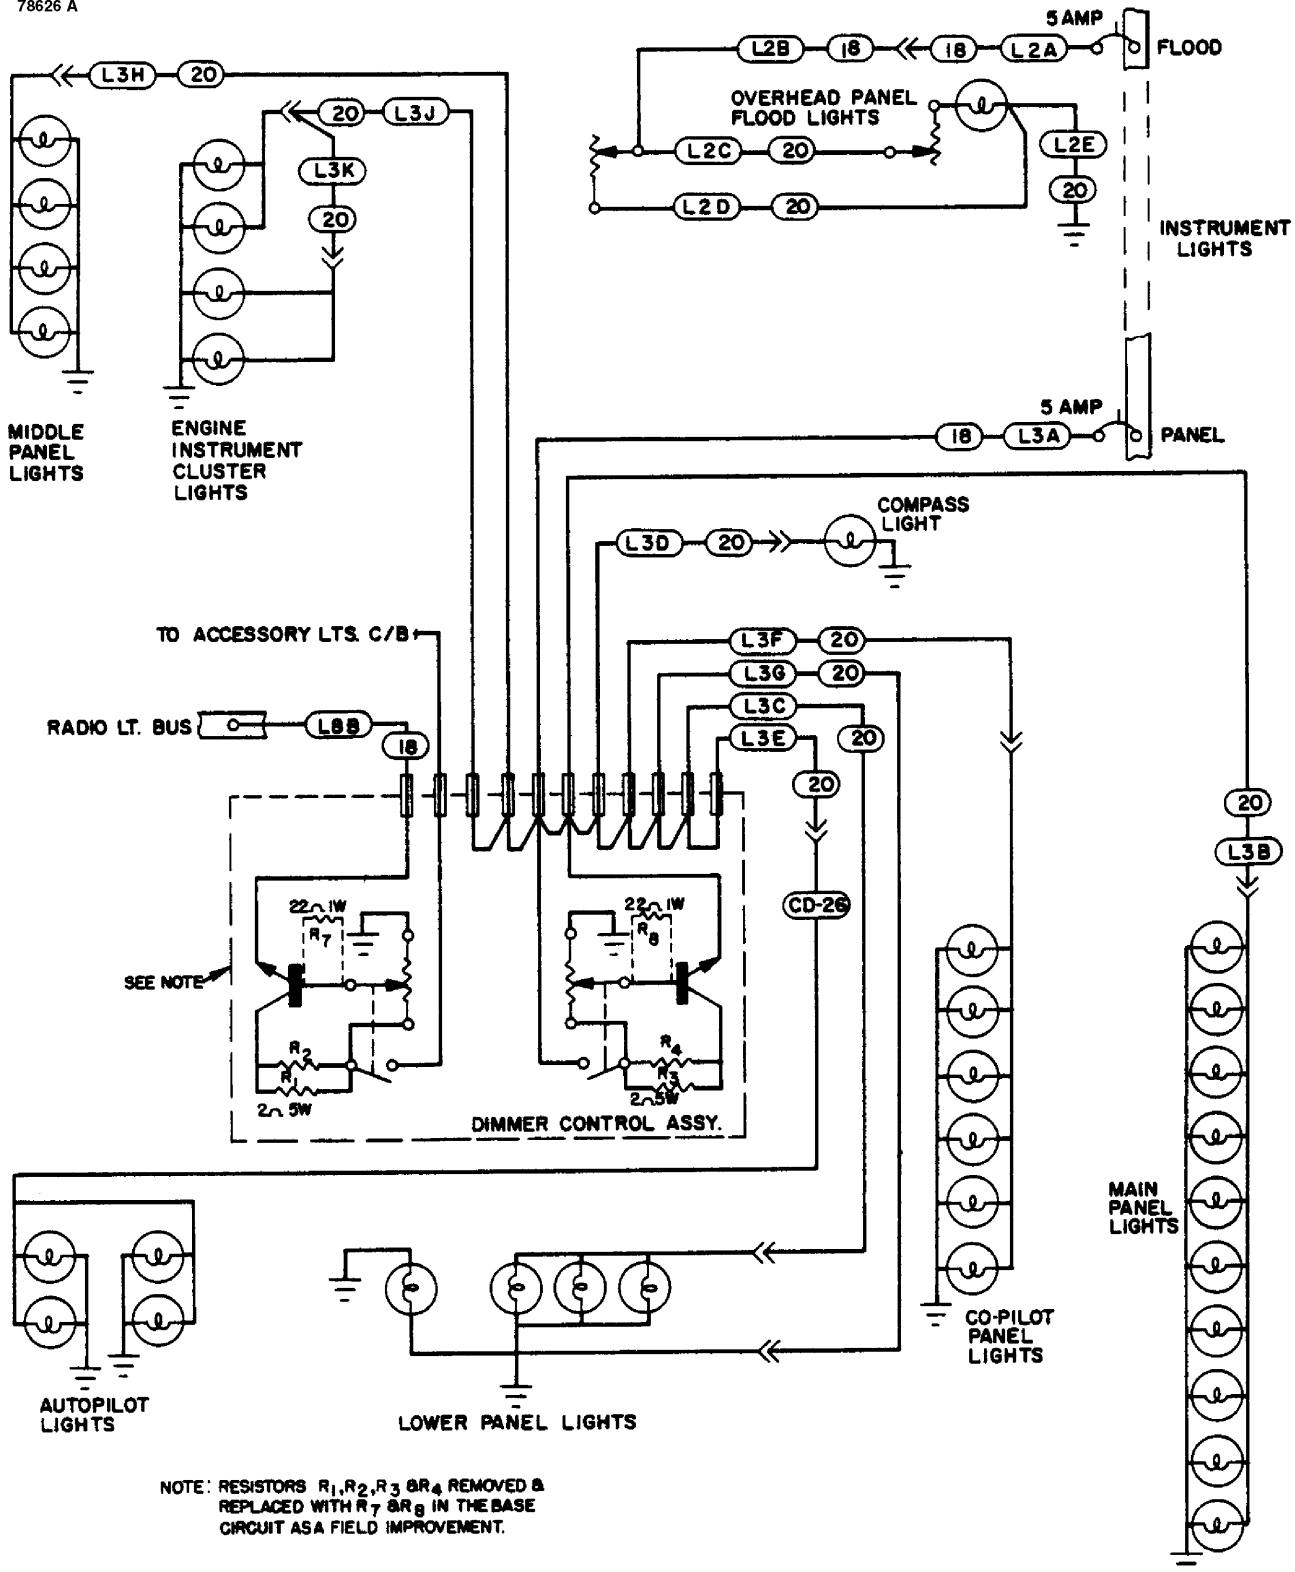 78626 A
5 AMP
L2B 18 18 L2A FLOOD
L3H 20
OVERHEAD PANEL
FLOOD LIGHTS
20 L3J
L2E
L2C 20
L3K
20
L2D 20
20
INSTRUMENT
LIGHTS
5 AMP
18 L3A PANEL
MIDDLE
PANEL
LIGHTS
ENGINE
INSTRUMENT
CLUSTER
LIGHTS
COMPASS
LIGHT
L3D 20
TO ACCESSORY LTS. C/B
L3F 20
L3G 20
L3C
RADIO LT. BUS L8B
L3E 20
18
20
20
L3B
22Ω 1W
R7
22Ω 1W
R8
CD-26
SEE NOTE
R2
R1
2Ω 5W
R4
R3
2Ω 5W
DIMMER CONTROL ASSY.
MAIN
PANEL
LIGHTS
CO-PILOT
PANEL
LIGHTS
AUTOPILOT
LIGHTS
LOWER PANEL LIGHTS
NOTE: RESISTORS R1,R2,R3 &R4 REMOVED &
REPLACED WITH R7 &R8 IN THE BASE
CIRCUIT AS A FIELD IMPROVEMENT.